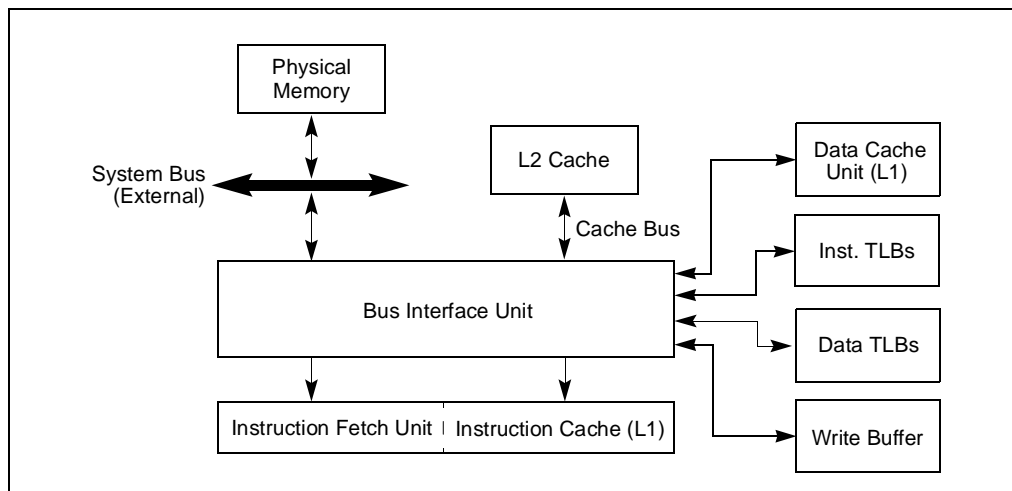 Physical
Memory
System Bus
(External)
L2 Cache
Cache Bus
Data Cache
Unit (L1)
Inst. TLBs
Bus Interface Unit
Data TLBs
Instruction Fetch Unit
Instruction Cache (L1)
Write Buffer